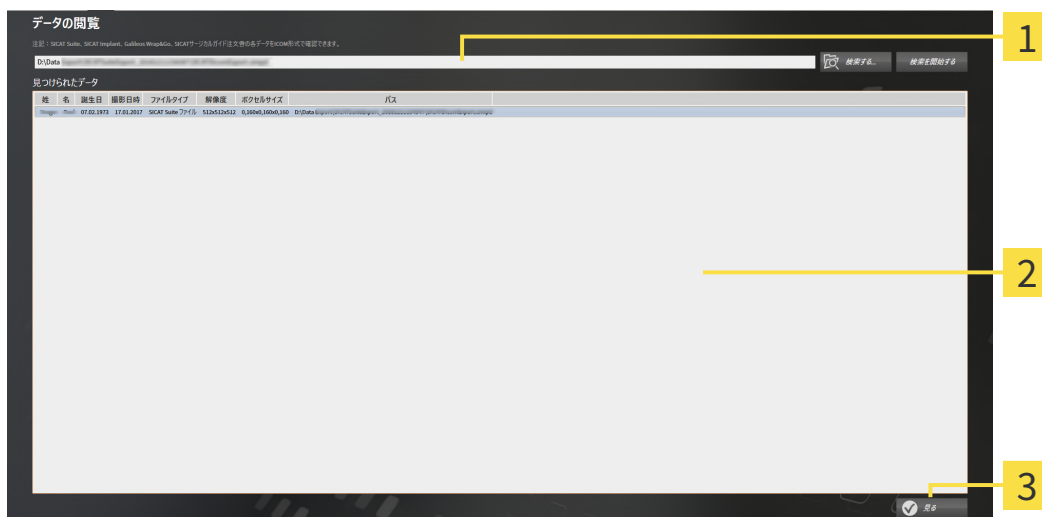 データの閲覧
1
注記：SICAT Suite、SICAT Implant、Galileos Wrap&Go、SICATサージカルガイド注文書の各データをICOM形式で確認できます。
D:\Data
検索する... 検索を開始する
見つけられたデータ
姓 名 誕生日 撮影日時 ファイルタイプ 解像度 ボクセルサイズ パス
07.02.1973 17.01.2017 SICAT Suite ファイル 512x512x512 0,160x0,160x0,160 D:\Data
2
3
見る